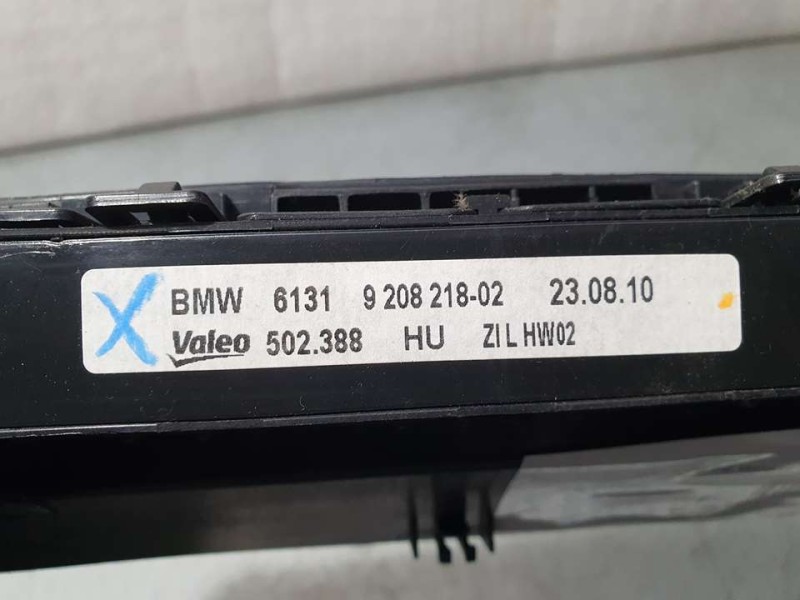 X BMW 6131 9 208 218-02 23.08.10
Valeo 502.388 HU ZI L HW02